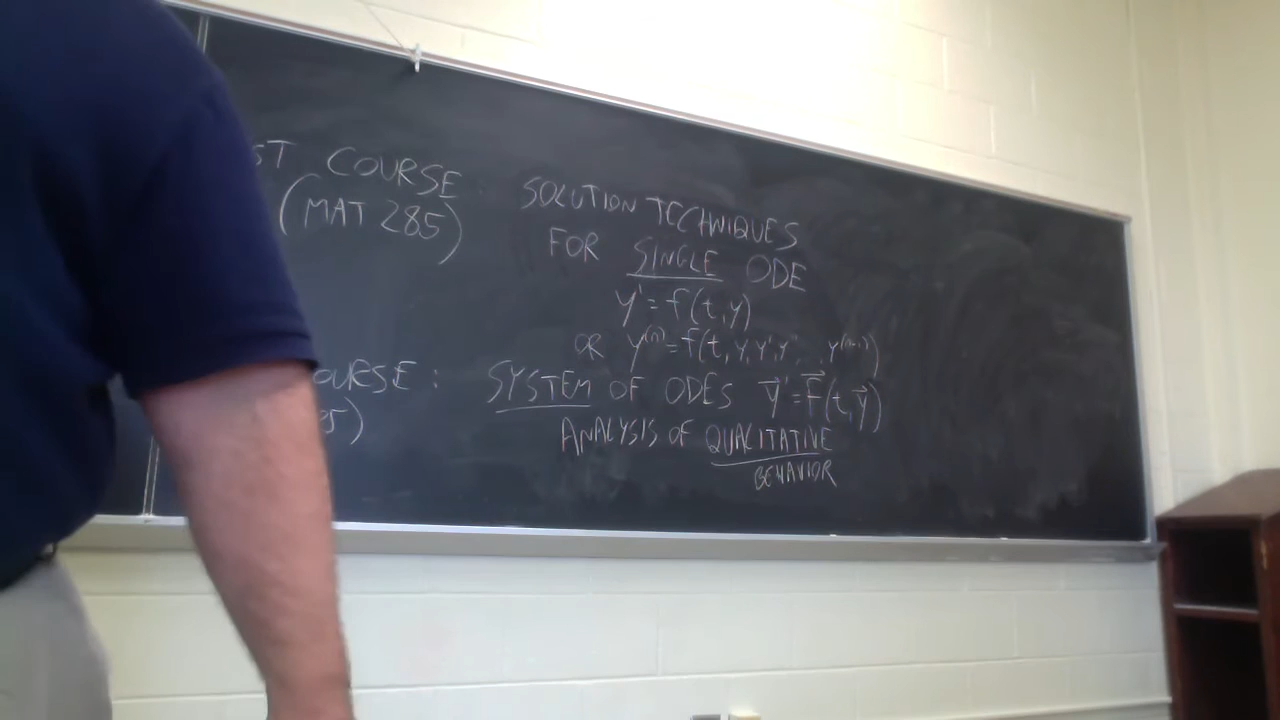 ST COURSE
(MAT 285)
SOLUTION TECHNIQUES
FOR SINGLE ODE
y' = f(t, y)
OR y⁽ⁿ⁾ = f(t, y, y', y'', ... y⁽ⁿ⁻¹⁾)
OURSE :
85)
SYSTEM OF ODES y⃗' = F⃗(t, y⃗)
ANALYSIS OF QUALITATIVE
BEHAVIOR